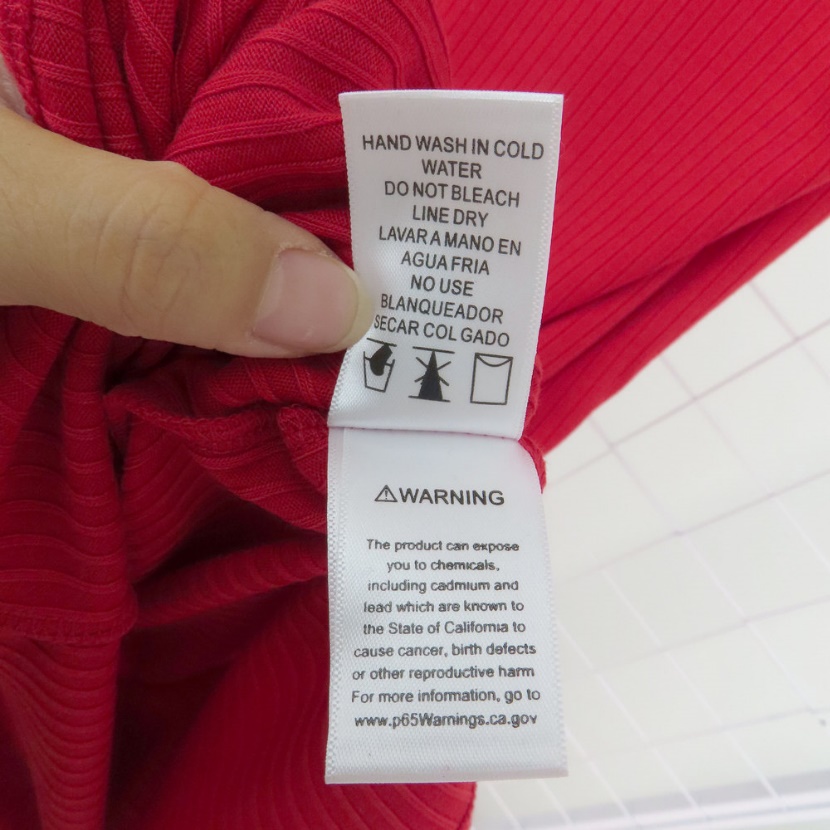 HAND WASH IN COLD
WATER
DO NOT BLEACH
LINE DRY
LAVAR A MANO EN
AGUA FRIA
NO USE
BLANQUEADOR
SECAR COL GADO
⚠WARNING
The product can expose
you to chemicals,
including cadmium and
lead which are known to
the State of California to
cause cancer, birth defects
or other reproductive harm
For more information, go to
www.p65Warnings.ca.gov